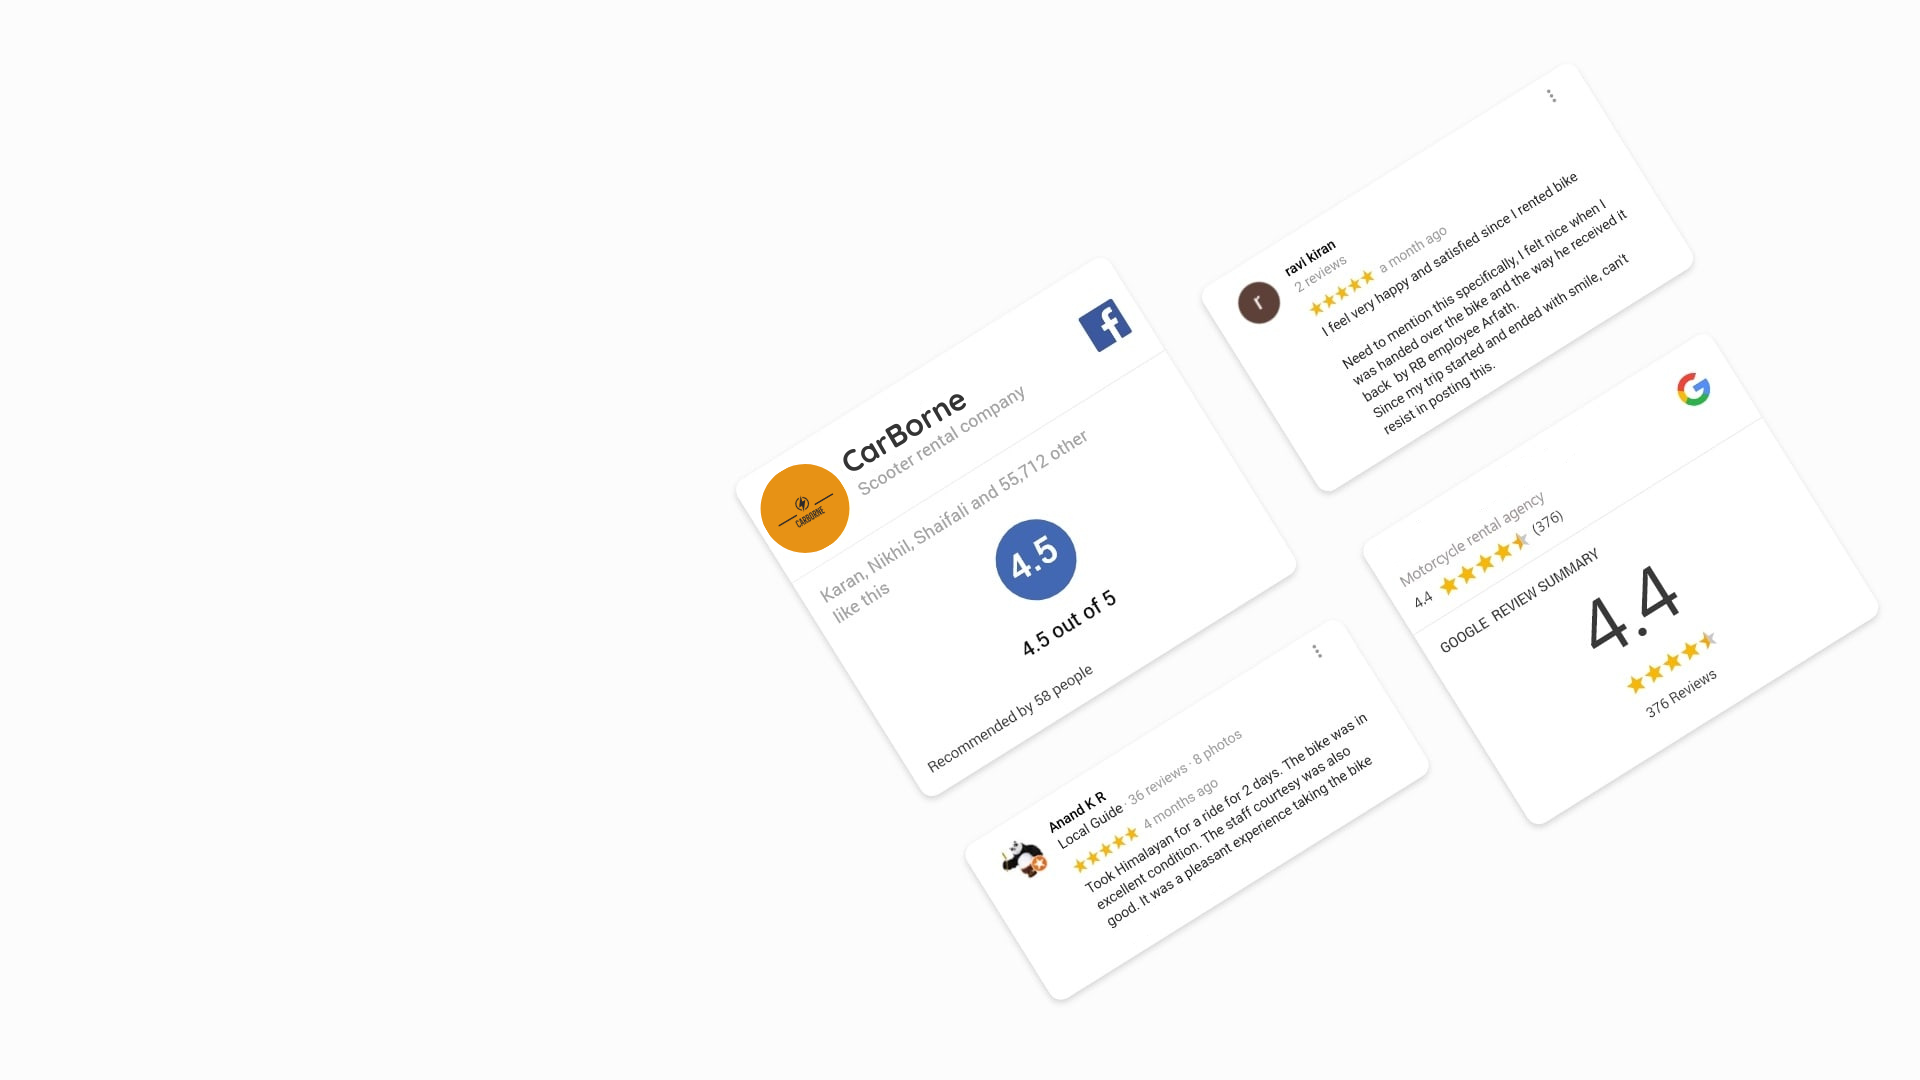 CarBorne
Scooter rental company
CARBORNE
Karan, Nikhil, Shaifali and 55,712 other
like this
4.5
4.5 out of 5
Recommended by 58 people
ravi kiran
2 reviews
a month ago
r
I feel very happy and satisfied since I rented bike
Need to mention this specifically, I felt nice when I
was handed over the bike and the way he received it
back by RB employee Arfath.
Since my trip started and ended with smile, can't
resist in posting this.
Motorcycle rental agency
4.4 (376)
GOOGLE REVIEW SUMMARY
4.4
376 Reviews
Anand K R
Local Guide · 36 reviews · 8 photos
4 months ago
Took Himalayan for a ride for 2 days. The bike was in
excellent condition. The staff courtesy was also
good. It was a pleasant experience taking the bike